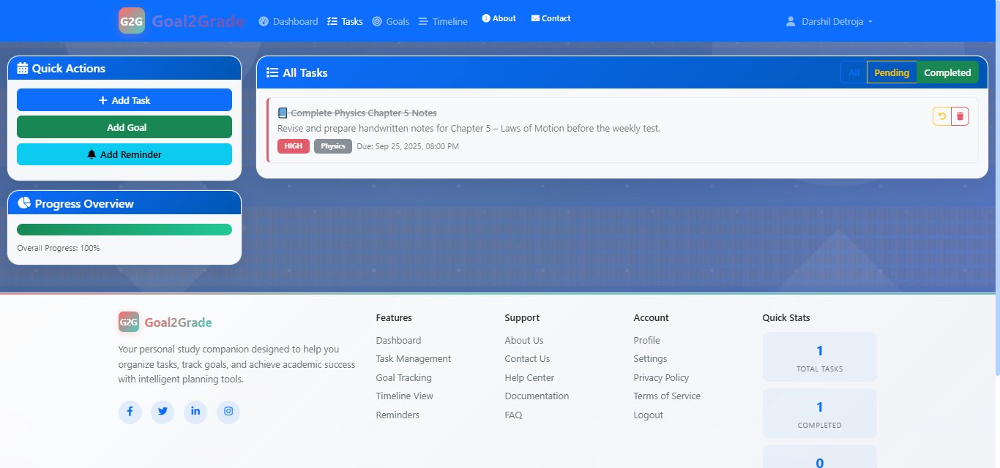 G2G Goal2Grade Dashboard Tasks Goals Timeline About Contact Darshil Detroja
Quick Actions
Add Task
Add Goal
Add Reminder
Progress Overview
Overall Progress: 100%
All Tasks All Pending Completed
Complete Physics Chapter 5 Notes
Revise and prepare handwritten notes for Chapter 5 – Laws of Motion before the weekly test.
HIGH Physics Due: Sep 25, 2025, 08:00 PM
G2G Goal2Grade
Your personal study companion designed to help you
organize tasks, track goals, and achieve academic success
with intelligent planning tools.
Features
Dashboard
Task Management
Goal Tracking
Timeline View
Reminders
Support
About Us
Contact Us
Help Center
Documentation
FAQ
Account
Profile
Settings
Privacy Policy
Terms of Service
Logout
Quick Stats
1
TOTAL TASKS
1
COMPLETED
0